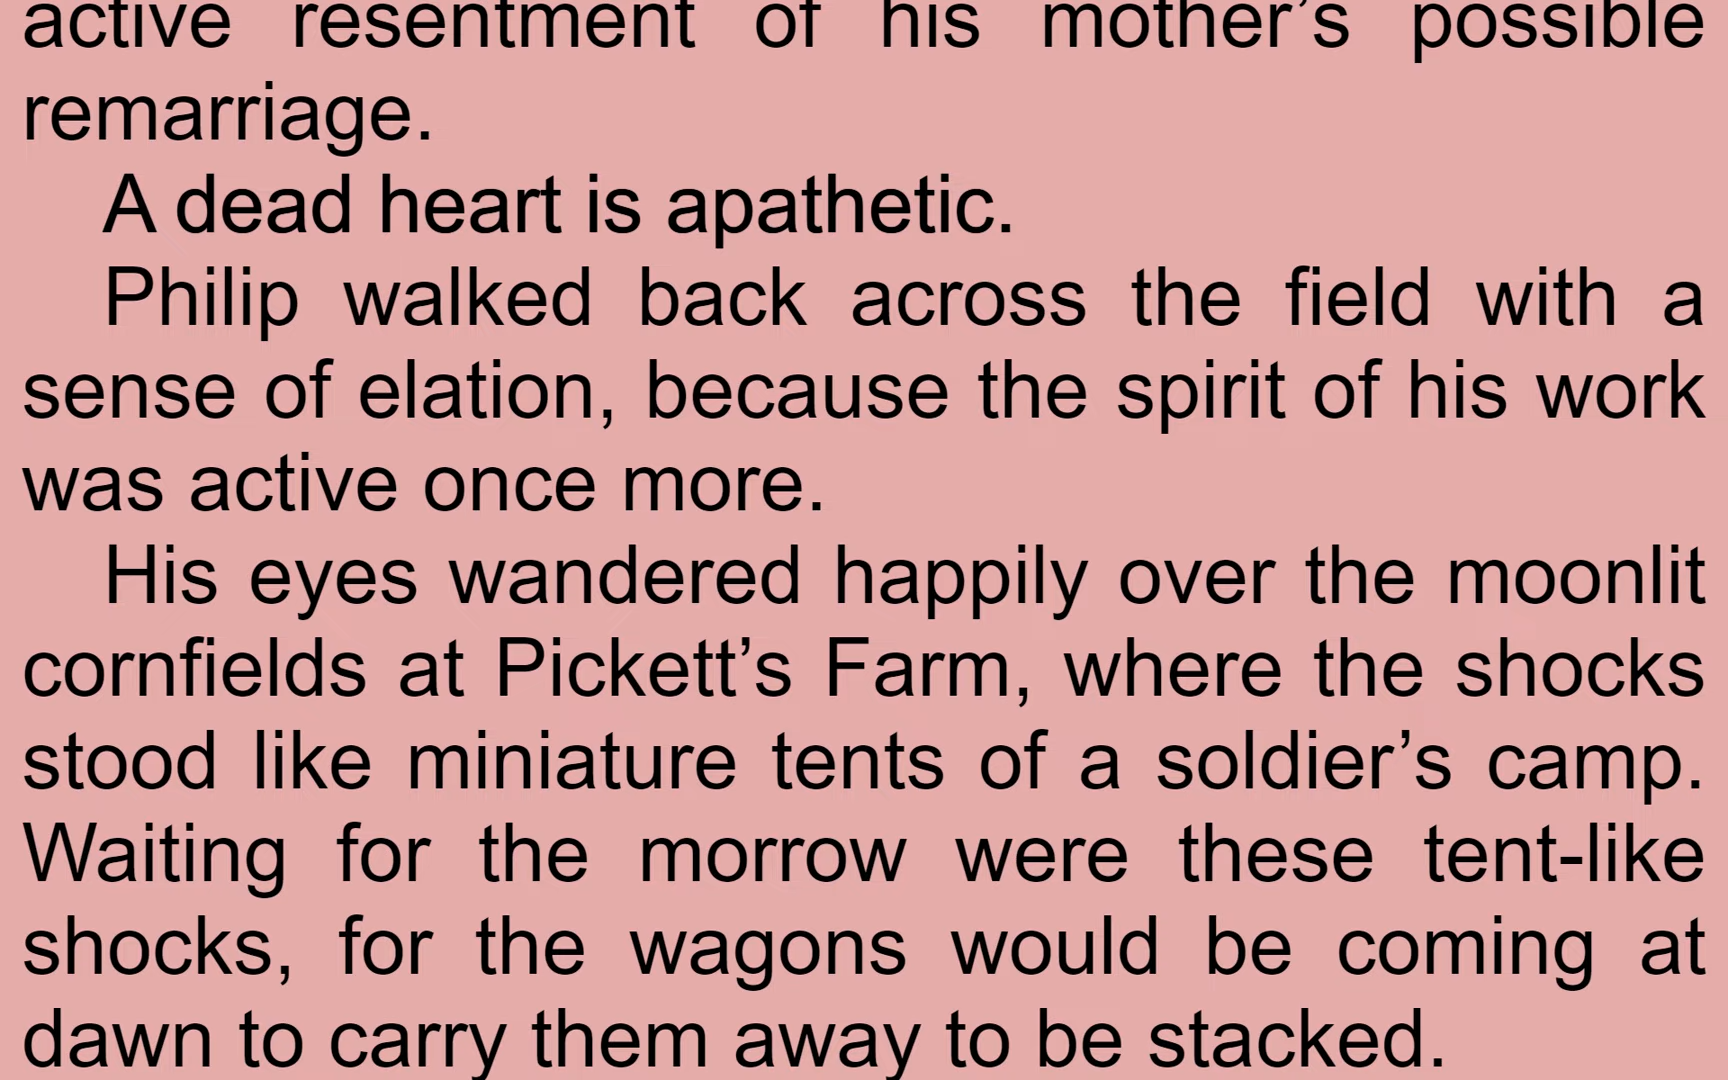 active resentment of his mother’s possible
remarriage.
A dead heart is apathetic.
Philip walked back across the field with a
sense of elation, because the spirit of his work
was active once more.
His eyes wandered happily over the moonlit
cornfields at Pickett’s Farm, where the shocks
stood like miniature tents of a soldier’s camp.
Waiting for the morrow were these tent-like
shocks, for the wagons would be coming at
dawn to carry them away to be stacked.